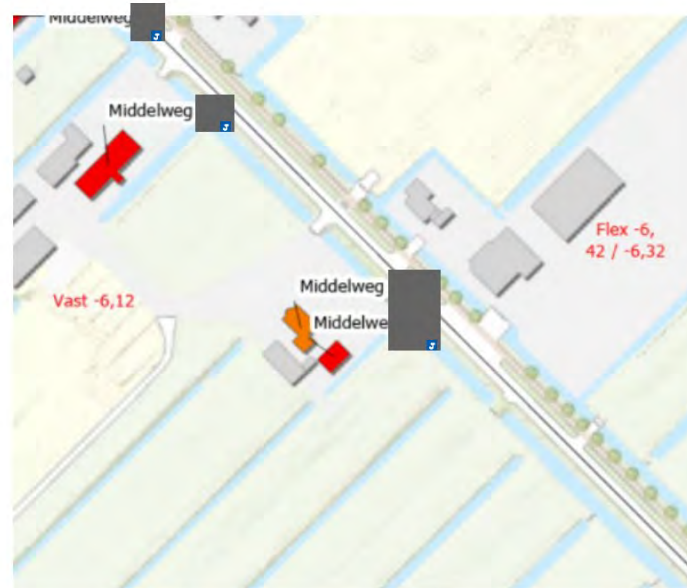 Middelweg
Middelweg
Flex -6,
42 / -6,32
Middelweg
Vast -6,12
Middelwe
J
J
J